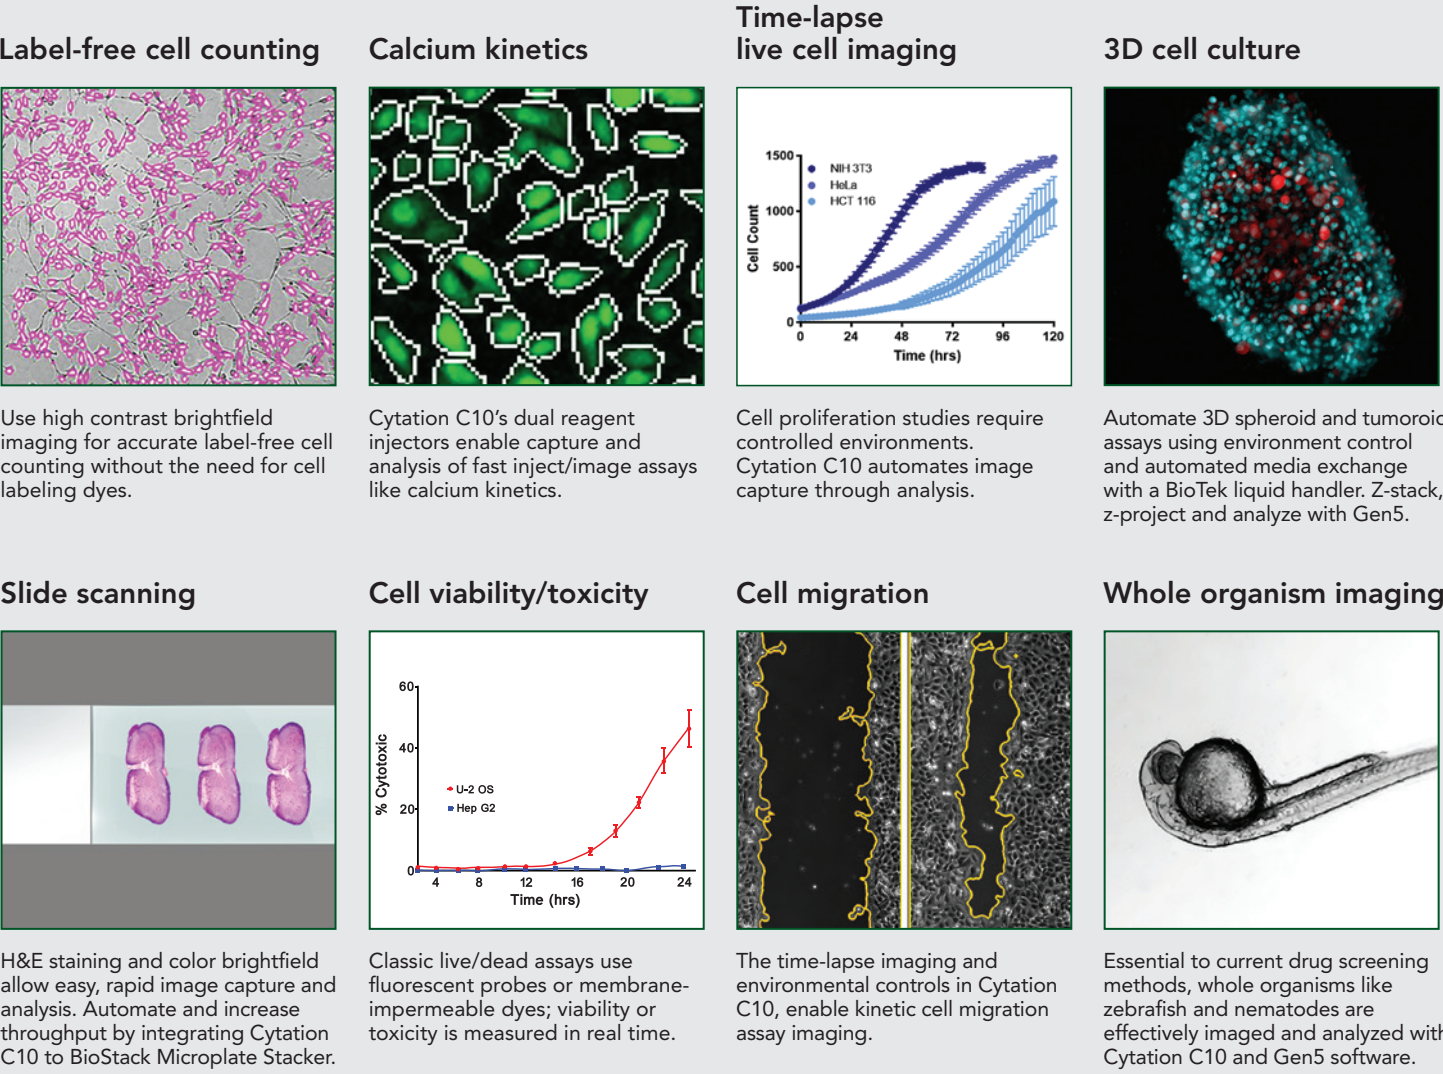 Label-free cell counting
Use high contrast brightfield
imaging for accurate label-free cell
counting without the need for cell
labeling dyes.
Calcium kinetics
Cytation C10's dual reagent
injectors enable capture and
analysis of fast inject/image assays
like calcium kinetics.
Time-lapse
live cell imaging
1500
1000
500
0
Cell Count
NIH 3T3
HeLa
HCT 116
0 24 48 72 96 120
Time (hrs)
Cell proliferation studies require
controlled environments.
Cytation C10 automates image
capture through analysis.
3D cell culture
Automate 3D spheroid and tumoroid
assays using environment control
and automated media exchange
with a BioTek liquid handler. Z-stack,
z-project and analyze with Gen5.
Slide scanning
H&E staining and color brightfield
allow easy, rapid image capture and
analysis. Automate and increase
throughput by integrating Cytation
C10 to BioStack Microplate Stacker.
Cell viability/toxicity
60
40
20
0
% Cytotoxic
U-2 OS
Hep G2
4 8 12 16 20 24
Time (hrs)
Classic live/dead assays use
fluorescent probes or membrane-
impermeable dyes; viability or
toxicity is measured in real time.
Cell migration
The time-lapse imaging and
environmental controls in Cytation
C10, enable kinetic cell migration
assay imaging.
Whole organism imaging
Essential to current drug screening
methods, whole organisms like
zebrafish and nematodes are
effectively imaged and analyzed with
Cytation C10 and Gen5 software.